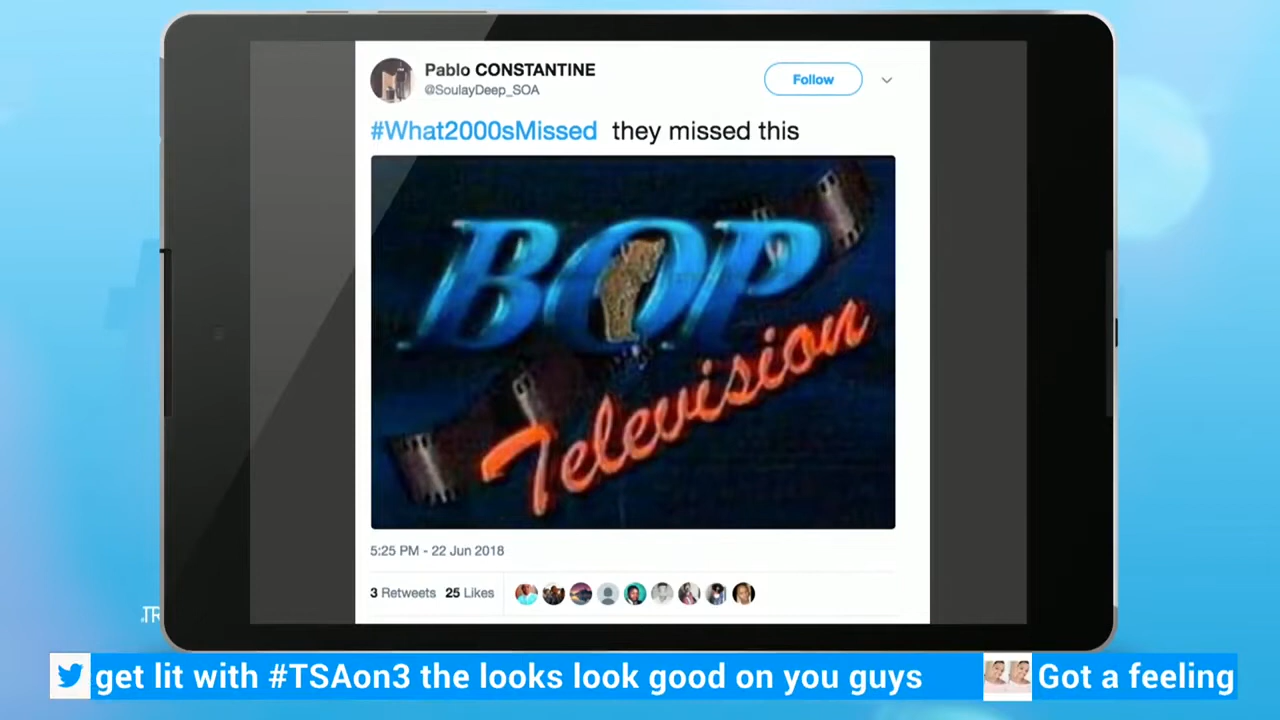 Pablo CONSTANTINE
@SoulayDeep_SOA
Follow
#What2000sMissed they missed this
BOP
Television
5:25 PM - 22 Jun 2018
3 Retweets 25 Likes
.TR
get lit with #TSAon3 the looks look good on you guys
Got a feeling